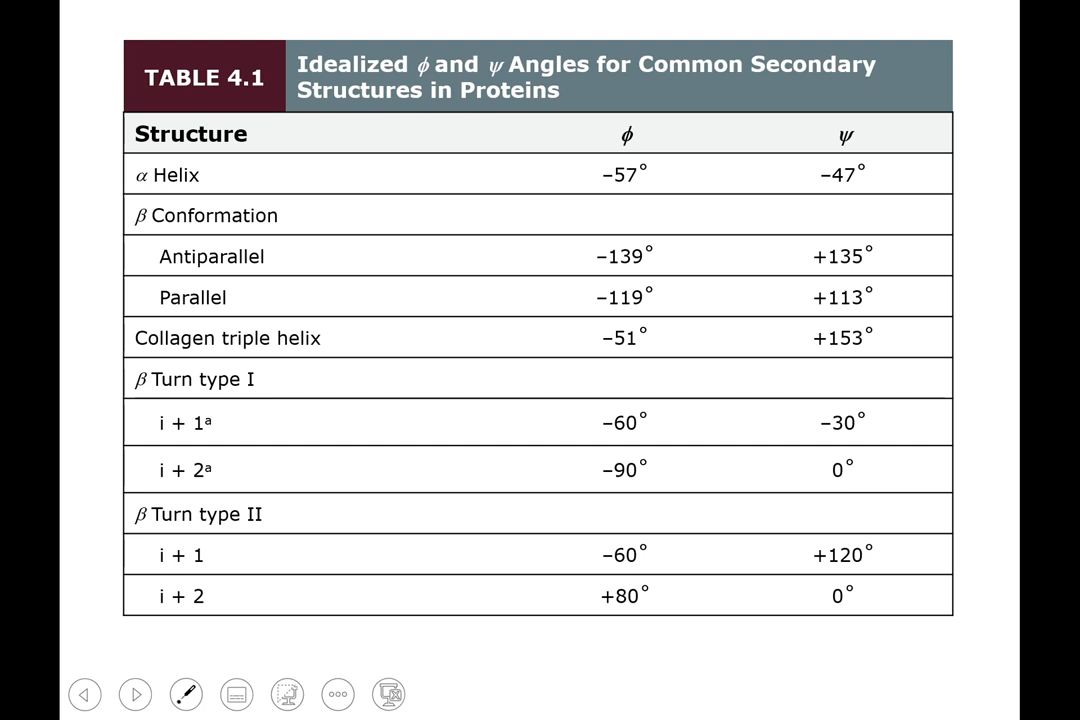 TABLE 4.1
Idealized ϕ and ψ Angles for Common Secondary
Structures in Proteins
Structure ϕ ψ
α Helix –57° –47°
β Conformation
Antiparallel –139° +135°
Parallel –119° +113°
Collagen triple helix –51° +153°
β Turn type I
i + 1ᵃ –60° –30°
i + 2ᵃ –90° 0°
β Turn type II
i + 1 –60° +120°
i + 2 +80° 0°